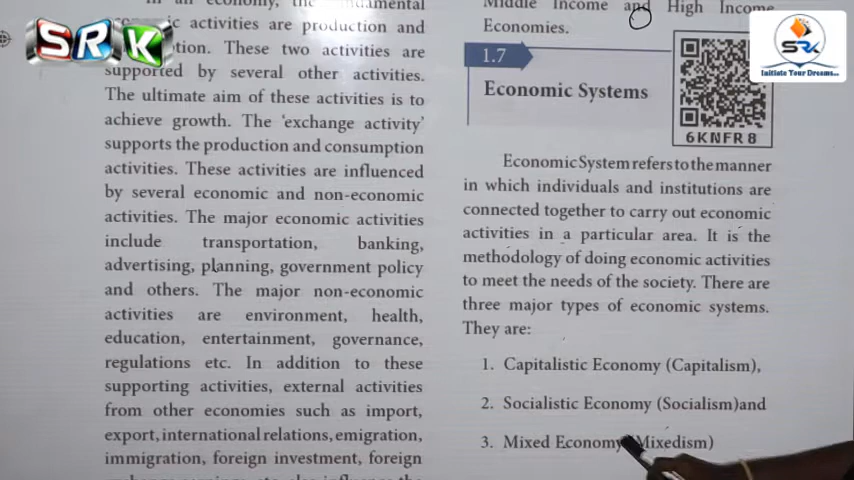 In an economy, the fundamental
activities are production and
These two activities are
supported by several other activities.
The ultimate aim of these activities is to
achieve growth. The ‘exchange activity’
supports the production and consumption
activities. These activities are influenced
by several economic and non-economic
activities. The major economic activities
include transportation, banking,
advertising, planning, government policy
and others. The major non-economic
activities are environment, health,
education, entertainment, governance,
regulations etc. In addition to these
supporting activities, external activities
from other economies such as import,
export, international relations, emigration,
immigration, foreign investment, foreign
Middle Income and High Income
Economies.
1.7
Economic Systems
6KNFR8
Economic System refers to the manner
in which individuals and institutions are
connected together to carry out economic
activities in a particular area. It is the
methodology of doing economic activities
to meet the needs of the society. There are
three major types of economic systems.
They are:
1. Capitalistic Economy (Capitalism),
2. Socialistic Economy (Socialism)and
3. Mixed Economy (Mixedism)
SRK
SRK
Initiate Your Dreams...